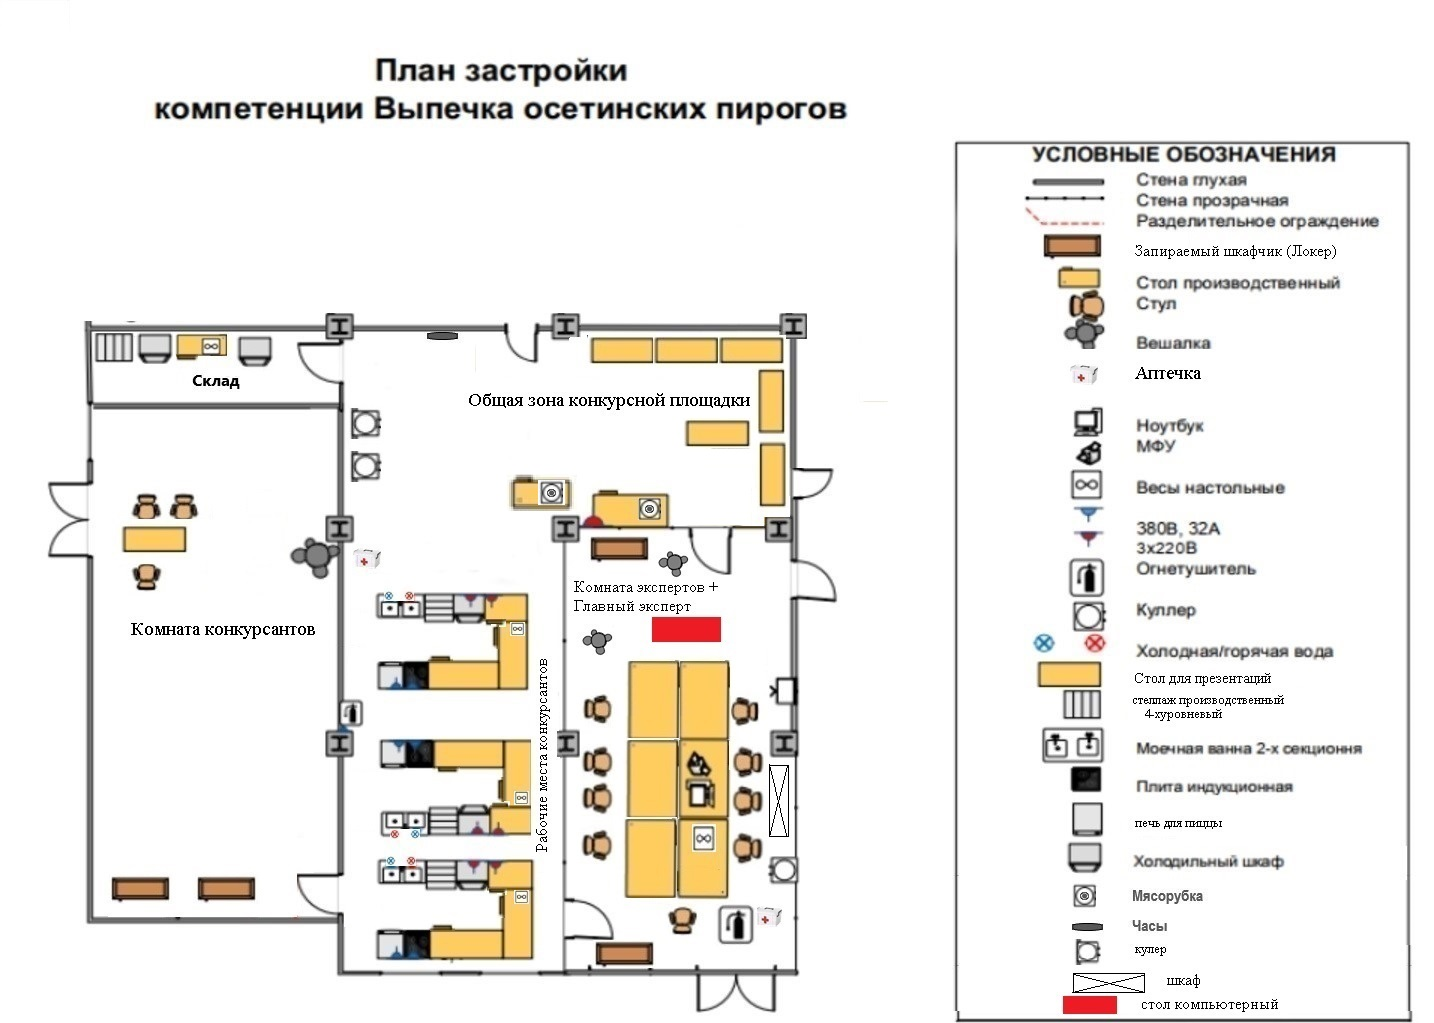 План застройки
компетенции Выпечка осетинских пирогов
УСЛОВНЫЕ ОБОЗНАЧЕНИЯ
Стена глухая
Стена прозрачная
Разделительное ограждение
Запираемый шкафчик (Локер)
Стол производственный
Стул
Вешалка
Аптечка
Ноутбук
МФУ
Весы настольные
380В, 32А
3х220В
Огнетушитель
Куллер
Холодная/горячая вода
Стол для презентаций
стеллаж производственный
4-хуровневый
Моечная ванна 2-х секционня
Плита индукционная
печь для пиццы
Холодильный шкаф
Мясорубка
Часы
кулер
шкаф
стол компьютерный
Склад
Общая зона конкурсной площадки
Комната экспертов +
Главный эксперт
Комната конкурсантов
Рабочие места конкурсантов